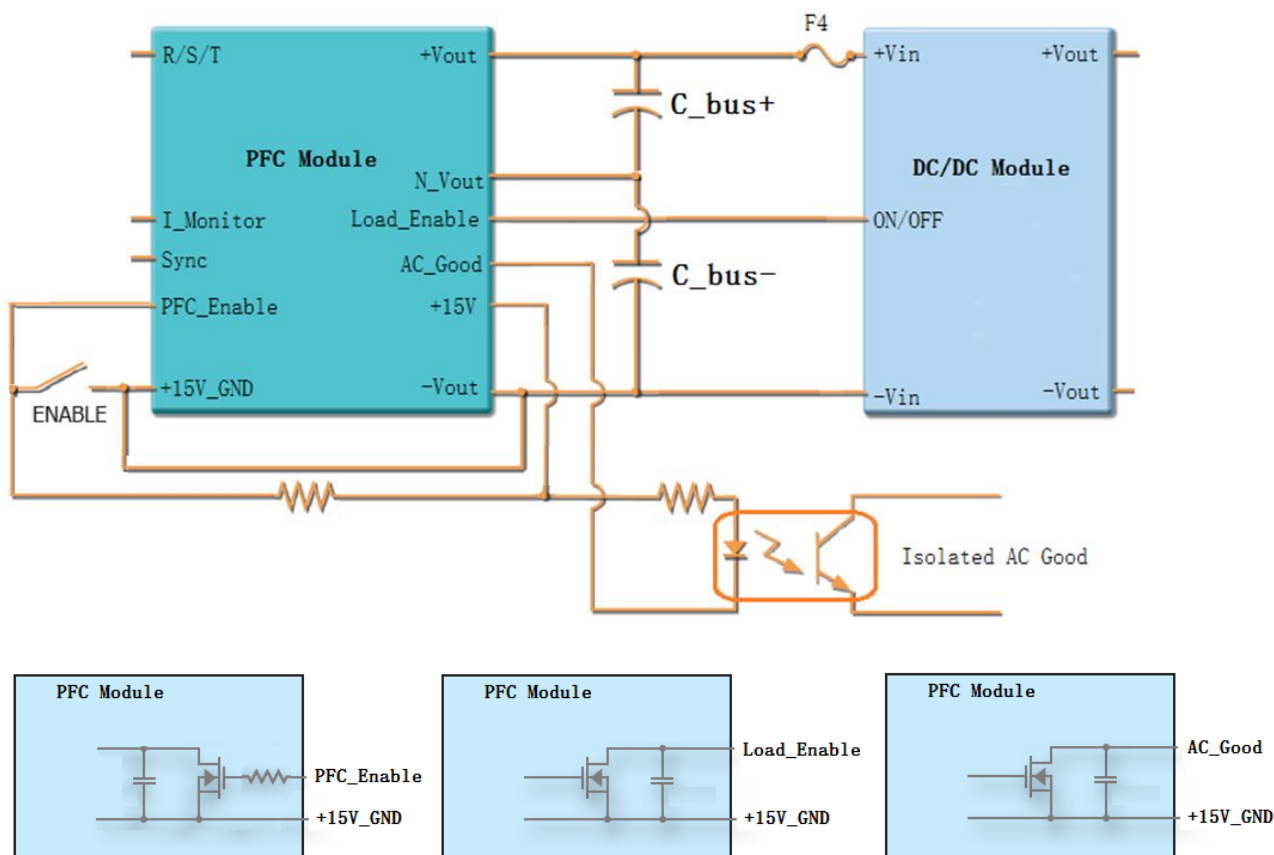 F4
R/S/T
+Vout
+Vin
+Vout
C_bus+
PFC Module
DC/DC Module
N_Vout
I_Monitor
Load_Enable
ON/OFF
Sync
AC_Good
C_bus-
PFC_Enable
+15V
+15V_GND
-Vout
-Vin
-Vout
ENABLE
Isolated AC Good
PFC Module
PFC_Enable
+15V_GND
PFC Module
Load_Enable
+15V_GND
PFC Module
AC_Good
+15V_GND